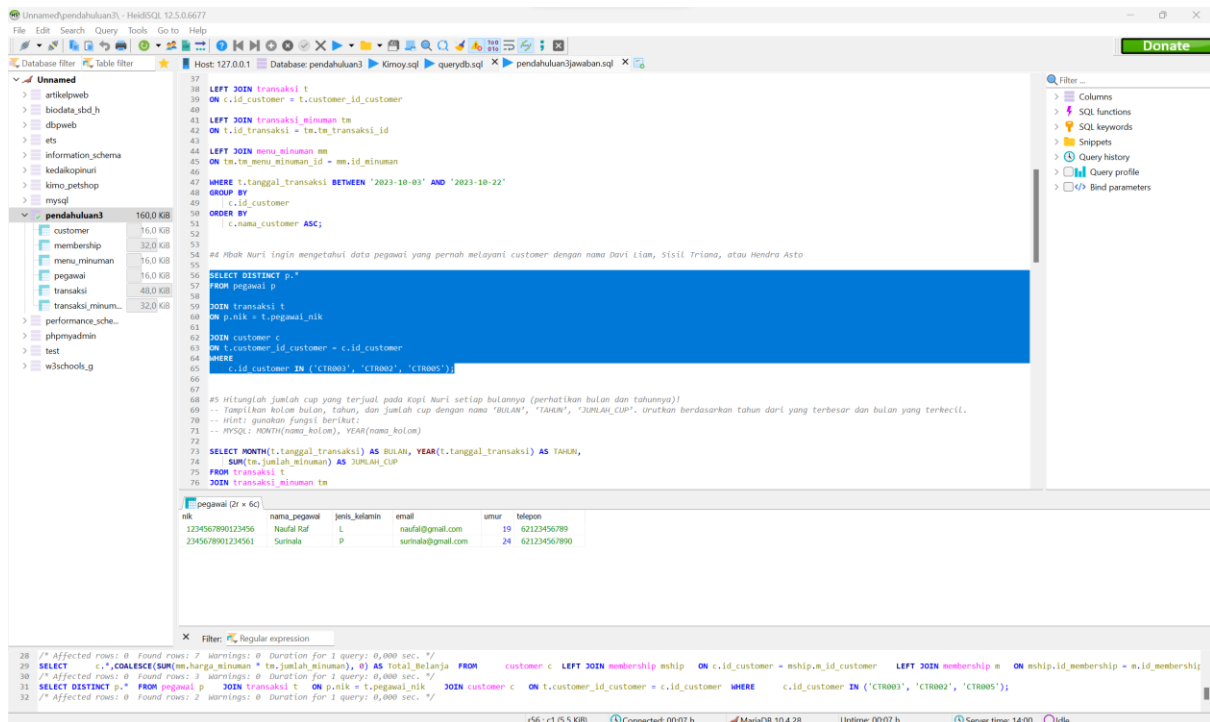 Unnamed\pendahuluan3\ - HeidiSQL 12.5.0.6677
File Edit Search Query Tools Go to Help
Donate
Database filter Table filter
Host: 127.0.0.1 Database: pendahuluan3 Kimoy.sql querydb.sql pendahuluan3jawaban.sql
Unnamed
artikelpweb
biodata_sbd_h
dbpweb
ets
information_schema
kedaikopinuri
kimo_petshop
mysql
pendahuluan3 160,0 KiB
customer 16,0 KiB
membership 32,0 KiB
menu_minuman 16,0 KiB
pegawai 16,0 KiB
transaksi 48,0 KiB
transaksi_minum... 32,0 KiB
performance_sche...
phpmyadmin
test
w3schools_g
37
38 LEFT JOIN transaksi t
39 ON c.id_customer = t.customer_id_customer
40
41 LEFT JOIN transaksi_minuman tm
42 ON t.id_transaksi = tm.tm_transaksi_id
43
44 LEFT JOIN menu_minuman mm
45 ON tm.tm_menu_minuman_id = mm.id_minuman
46
47 WHERE t.tanggal_transaksi BETWEEN '2023-10-03' AND '2023-10-22'
48 GROUP BY
49 c.id_customer
50 ORDER BY
51 c.nama_customer ASC;
52
53
54 #4 Mbak Nuri ingin mengetahui data pegawai yang pernah melayani customer dengan nama Davi Liam, Sisil Triana, atau Hendra Asto
55
56 SELECT DISTINCT p.*
57 FROM pegawai p
58
59 JOIN transaksi t
60 ON p.nik = t.pegawai_nik
61
62 JOIN customer c
63 ON t.customer_id_customer = c.id_customer
64 WHERE
65 c.id_customer IN ('CTR003', 'CTR002', 'CTR005');
66
67
68 #5 Hitunglah jumlah cup yang terjual pada Kopi Nuri setiap bulannya (perhatikan bulan dan tahunnya)!
69 -- Tampilkan kolom bulan, tahun, dan jumlah cup dengan nama 'BULAN', 'TAHUN', 'JUMLAH_CUP'. Urutkan berdasarkan tahun dari yang terbesar dan bulan yang terkecil.
70 -- Hint: gunakan fungsi berikut:
71 -- MYSQL: MONTH(nama_kolom), YEAR(nama_kolom)
72
73 SELECT MONTH(t.tanggal_transaksi) AS BULAN, YEAR(t.tanggal_transaksi) AS TAHUN,
74 SUM(tm.jumlah_minuman) AS JUMLAH_CUP
75 FROM transaksi t
76 JOIN transaksi_minuman tm
Filter ...
Columns
SQL functions
SQL keywords
Snippets
Query history
Query profile
Bind parameters
pegawai (2r × 6c)
nik nama_pegawai jenis_kelamin email umur telepon
1234567890123456 Naufal Raf L naufal@gmail.com 19 62123456789
2345678901234561 Surinala P surinala@gmail.com 24 621234567890
Filter: Regular expression
28 /* Affected rows: 0 Found rows: 7 Warnings: 0 Duration for 1 query: 0,000 sec. */
29 SELECT c.*,COALESCE(SUM(mm.harga_minuman * tm.jumlah_minuman), 0) AS Total_Belanja FROM customer c LEFT JOIN membership mship ON c.id_customer = mship.m_id_customer LEFT JOIN membership m ON mship.id_membership = m.id_membership
30 /* Affected rows: 0 Found rows: 3 Warnings: 0 Duration for 1 query: 0,000 sec. */
31 SELECT DISTINCT p.* FROM pegawai p JOIN transaksi t ON p.nik = t.pegawai_nik JOIN customer c ON t.customer_id_customer = c.id_customer WHERE c.id_customer IN ('CTR003', 'CTR002', 'CTR005');
32 /* Affected rows: 0 Found rows: 2 Warnings: 0 Duration for 1 query: 0,000 sec. */
r56 : c1 (5,5 KiB) Connected: 00:07 h MariaDB 10.4.28 Uptime: 00:07 h Server time: 14:00 Idle